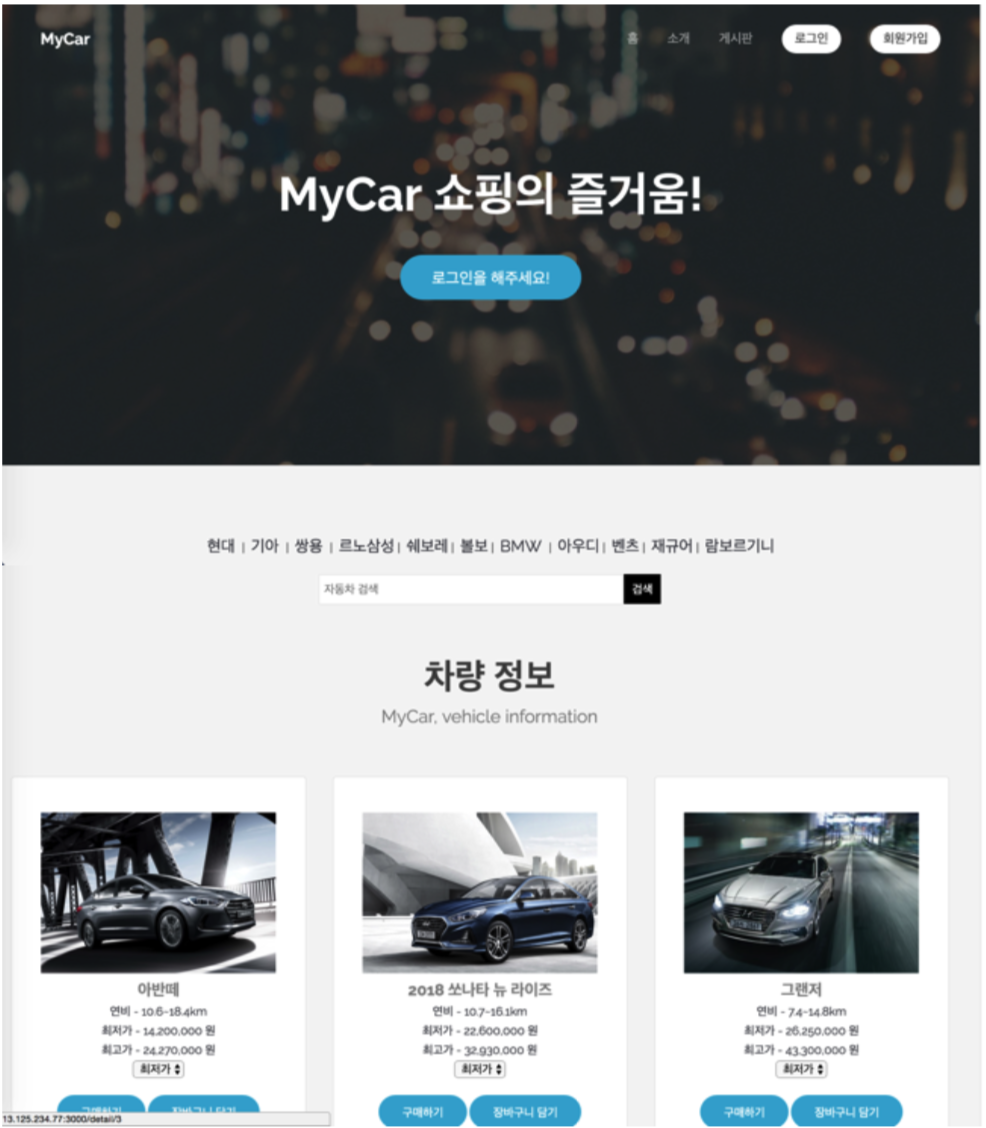 MyCar 홈 소개 게시판 로그인 회원가입
MyCar 쇼핑의 즐거움!
로그인을 해주세요!
현대 | 기아 | 쌍용 | 르노삼성 | 쉐보레 | 볼보 | BMW | 아우디 | 벤츠 | 재규어 | 람보르기니
자동차 검색 검색
차량 정보
MyCar, vehicle information
아반떼
연비 - 10.6~18.4km
최저가 - 14,200,000 원
최고가 - 24,270,000 원
최저가
구매하기 장바구니 담기
2018 쏘나타 뉴 라이즈
연비 - 10.7~16.1km
최저가 - 22,600,000 원
최고가 - 32,930,000 원
최저가
구매하기 장바구니 담기
그랜저
연비 - 7.4~14.8km
최저가 - 26,250,000 원
최고가 - 43,300,000 원
최저가
구매하기 장바구니 담기
13.125.234.77:3000/detail/3